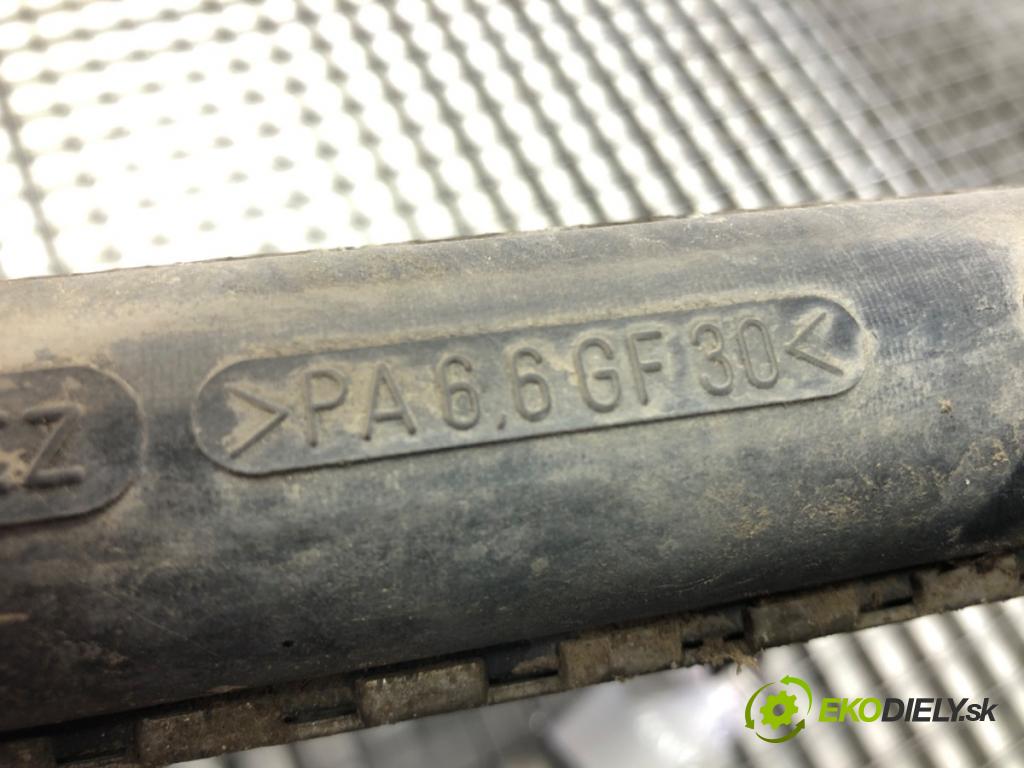 >PA 6,6 GF 30<
EKODIELY.sk